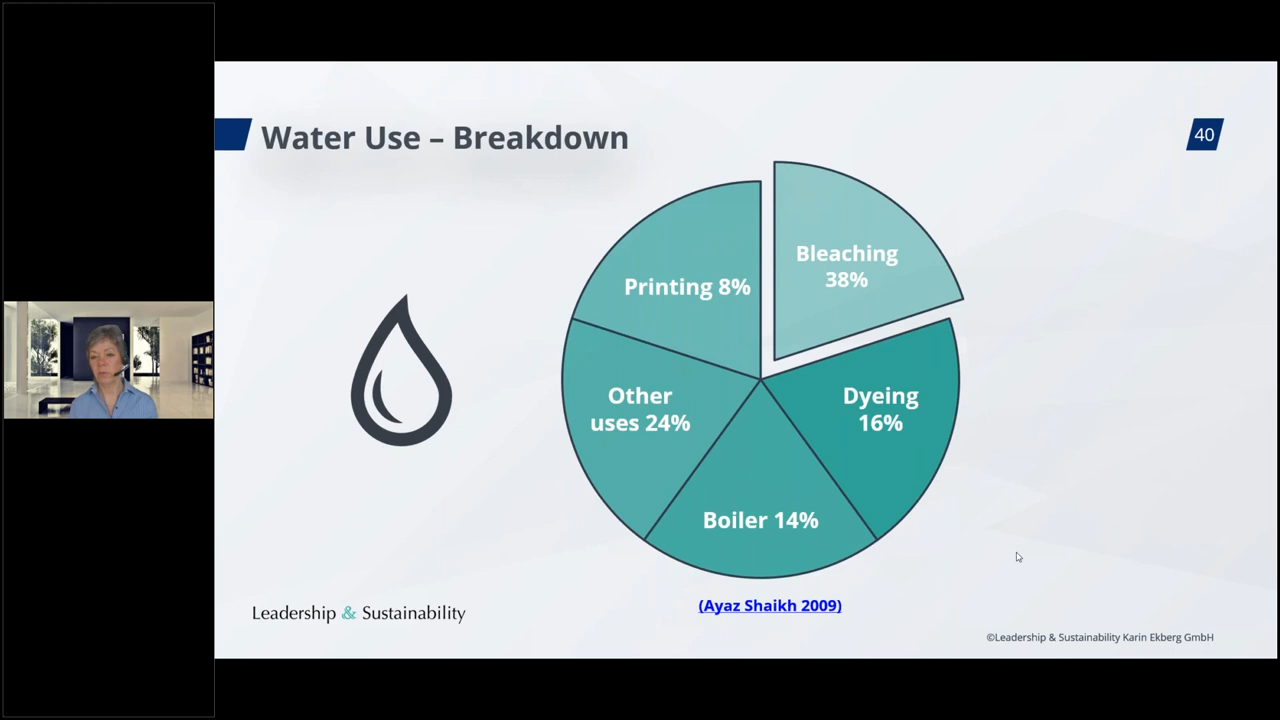 Water Use – Breakdown
40
Bleaching
38%
Printing 8%
Other
uses 24%
Dyeing
16%
Boiler 14%
(Ayaz Shaikh 2009)
Leadership & Sustainability
©Leadership & Sustainability Karin Ekberg GmbH